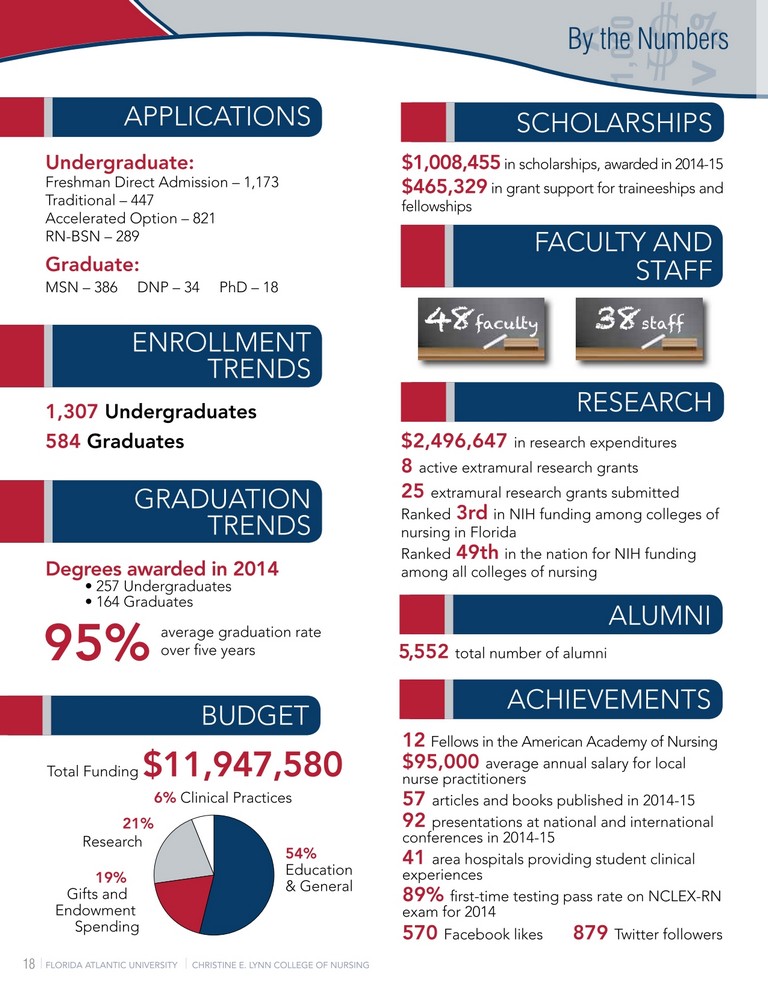 By the Numbers
APPLICATIONS
Undergraduate:
Freshman Direct Admission – 1,173
Traditional – 447
Accelerated Option – 821
RN-BSN – 289
Graduate:
MSN – 386 DNP – 34 PhD – 18
ENROLLMENT
TRENDS
1,307 Undergraduates
584 Graduates
GRADUATION
TRENDS
Degrees awarded in 2014
• 257 Undergraduates
• 164 Graduates
95% average graduation rate
over five years
BUDGET
Total Funding $11,947,580
6% Clinical Practices
21%
Research
19%
Gifts and
Endowment
Spending
54%
Education
& General
SCHOLARSHIPS
$1,008,455 in scholarships, awarded in 2014-15
$465,329 in grant support for traineeships and
fellowships
FACULTY AND
STAFF
48 faculty
38 staff
RESEARCH
$2,496,647 in research expenditures
8 active extramural research grants
25 extramural research grants submitted
Ranked 3rd in NIH funding among colleges of
nursing in Florida
Ranked 49th in the nation for NIH funding
among all colleges of nursing
ALUMNI
5,552 total number of alumni
ACHIEVEMENTS
12 Fellows in the American Academy of Nursing
$95,000 average annual salary for local
nurse practitioners
57 articles and books published in 2014-15
92 presentations at national and international
conferences in 2014-15
41 area hospitals providing student clinical
experiences
89% first-time testing pass rate on NCLEX-RN
exam for 2014
570 Facebook likes 879 Twitter followers
18 FLORIDA ATLANTIC UNIVERSITY CHRISTINE E. LYNN COLLEGE OF NURSING